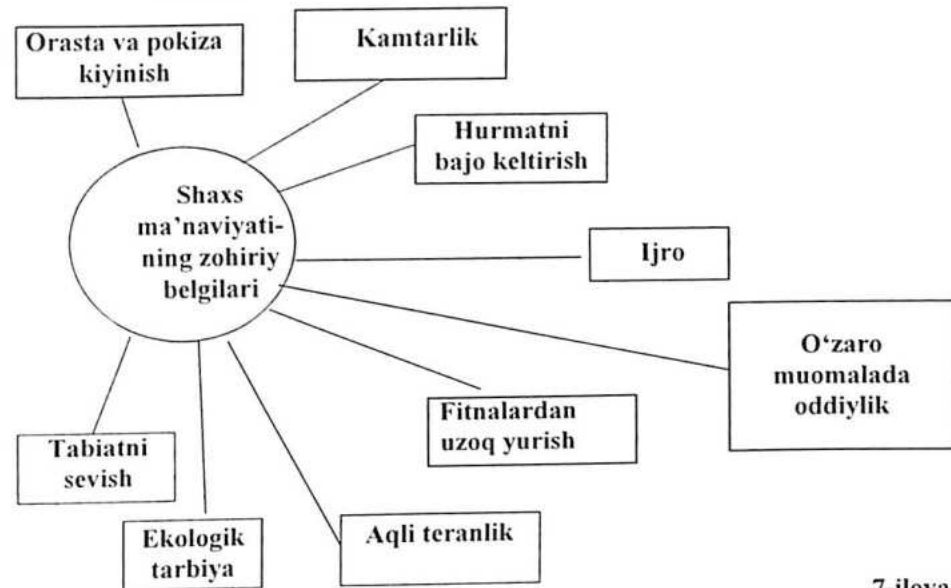 Orasta va pokiza
kiyinish
Kamtarlik
Hurmatni
bajo keltirish
Shaxs
ma'naviyati-
ning zohiriy
belgilari
Ijro
O‘zaro
muomalada
oddiylik
Fitnalardan
uzoq yurish
Tabiatni
sevish
Ekologik
tarbiya
Aqli teranlik
7-ilova